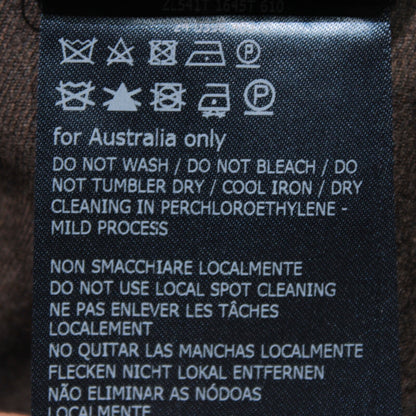 for Australia only
DO NOT WASH / DO NOT BLEACH / DO
NOT TUMBLER DRY / COOL IRON / DRY
CLEANING IN PERCHLOROETHYLENE -
MILD PROCESS
NON SMACCHIARE LOCALMENTE
DO NOT USE LOCAL SPOT CLEANING
NE PAS ENLEVER LES TÂCHES
LOCALEMENT
NO QUITAR LAS MANCHAS LOCALMENTE
FLECKEN NICHT LOKAL ENTFERNEN
NÃO ELIMINAR AS NÓDOAS
LOCALMENTE